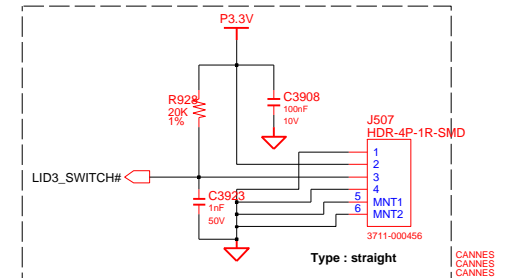 P3.3V
R928
20K
1%
C3908
100nF
10V
J507
HDR-4P-1R-SMD
1
2
3
4
5 MNT1
6 MNT2
LID3_SWITCH#
C3923
1nF
50V
3711-000456
Type : straight
CANNES
CANNES
CANNES